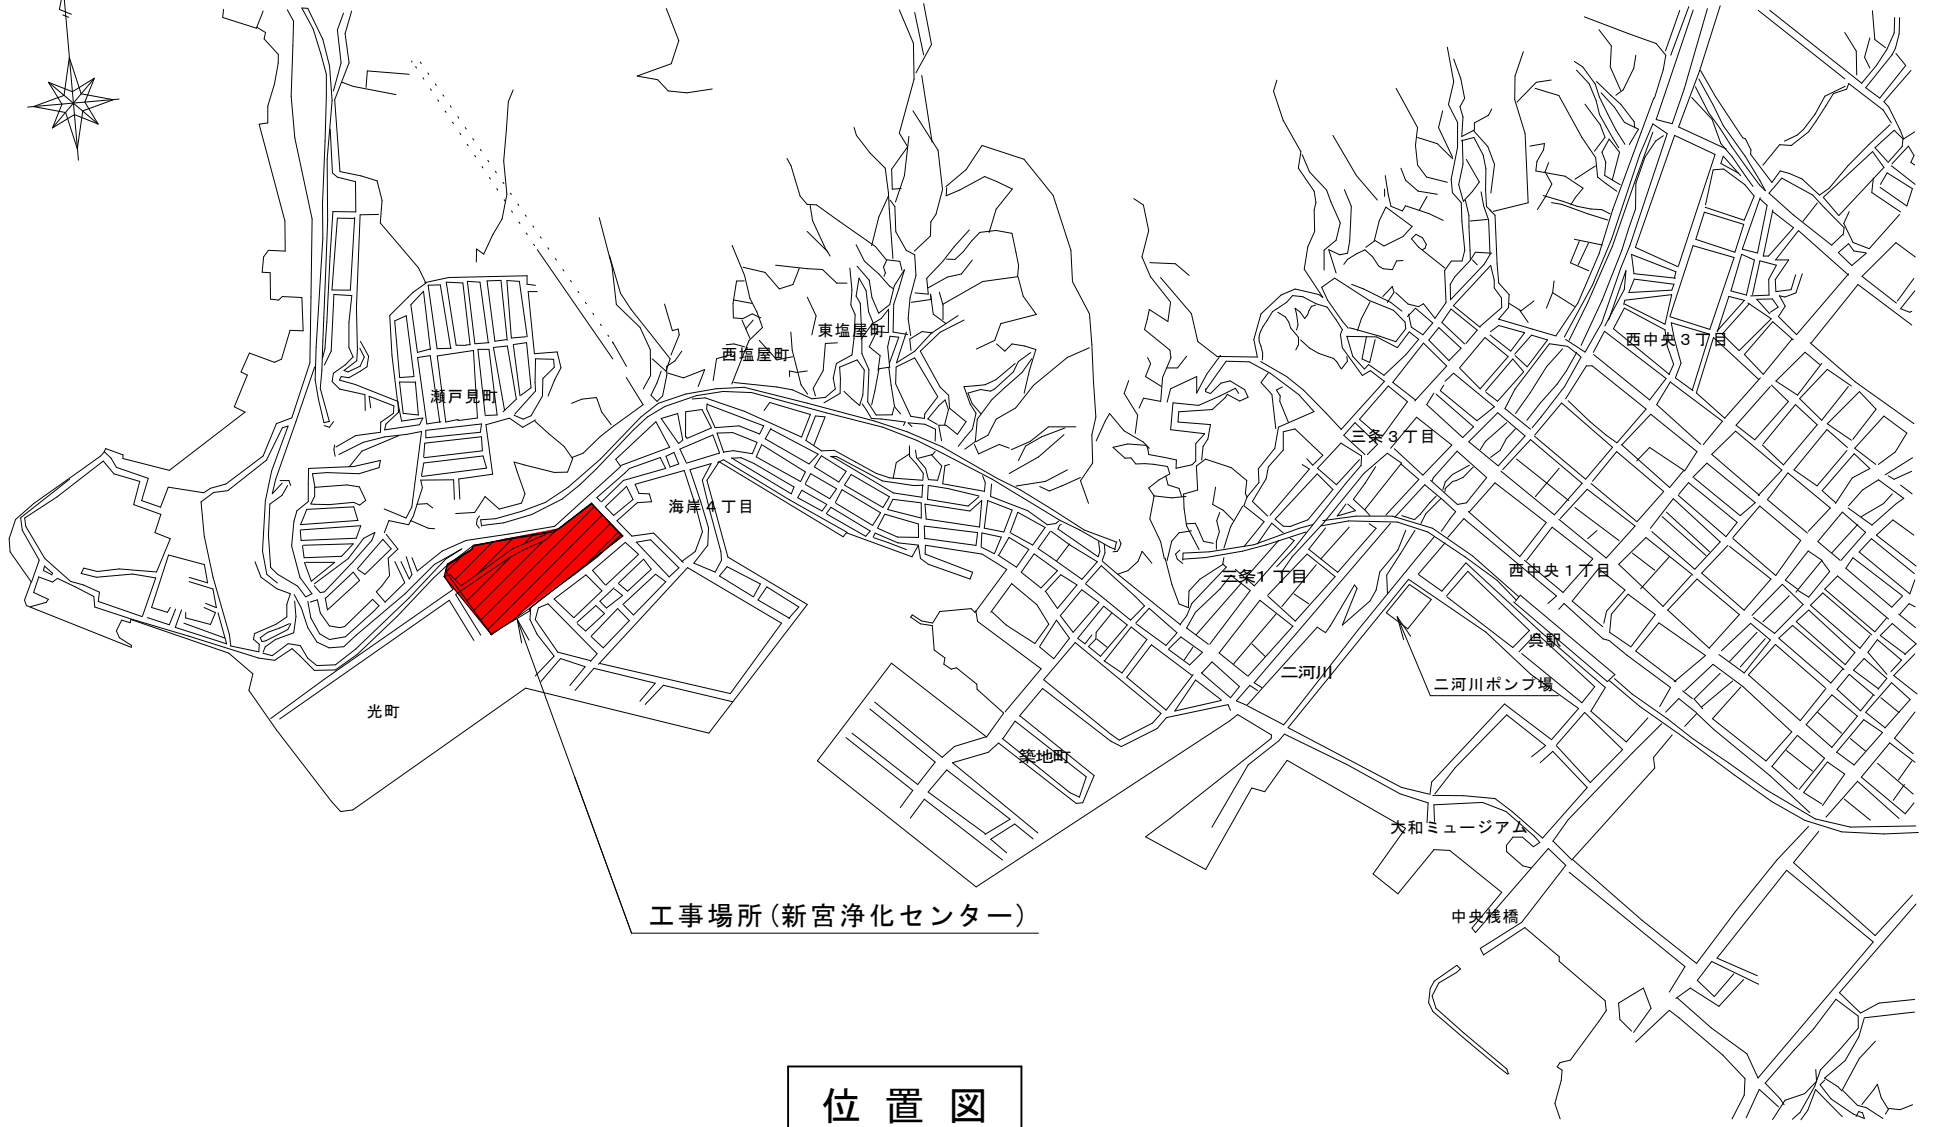 東塩屋町
西塩屋町
西中央３丁目
瀬戸見町
三条３丁目
海岸４丁目
西中央１丁目
三条１丁目
呉駅
二河川
二河川ポンプ場
光町
築地町
大和ミュージアム
工事場所(新宮浄化センター)
中央桟橋
位置図